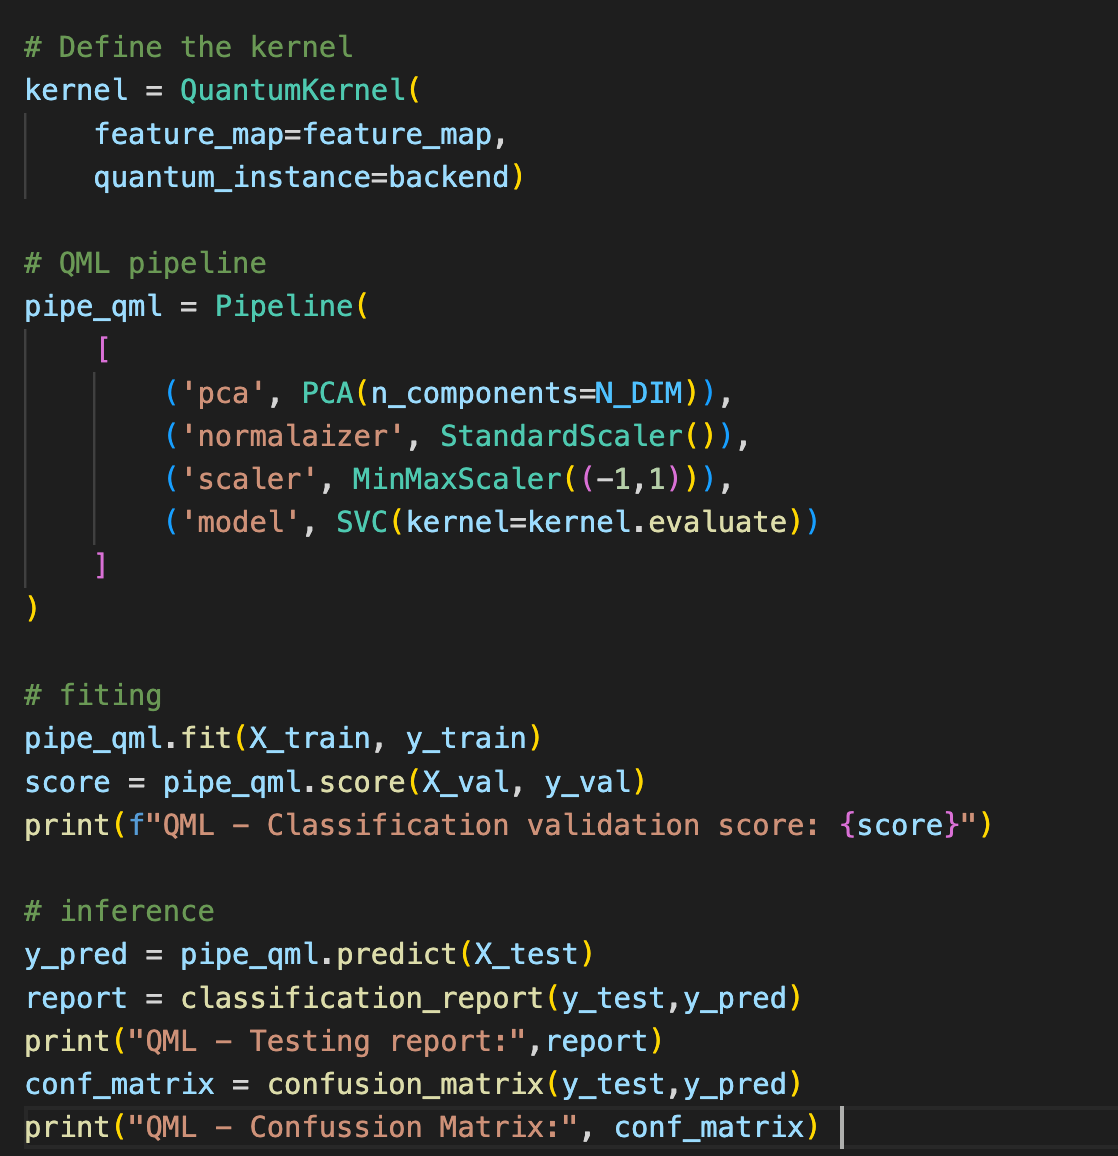 # Define the kernel
kernel = QuantumKernel(
    feature_map=feature_map,
    quantum_instance=backend)
# QML pipeline
pipe_qml = Pipeline(
    [
        ('pca', PCA(n_components=N_DIM)),
        ('normalaizer', StandardScaler()),
        ('scaler', MinMaxScaler((-1,1))),
        ('model', SVC(kernel=kernel.evaluate))
    ]
)
# fiting
pipe_qml.fit(X_train, y_train)
score = pipe_qml.score(X_val, y_val)
print(f"QML - Classification validation score: {score}")
# inference
y_pred = pipe_qml.predict(X_test)
report = classification_report(y_test,y_pred)
print("QML - Testing report:",report)
conf_matrix = confusion_matrix(y_test,y_pred)
print("QML - Confussion Matrix:", conf_matrix)